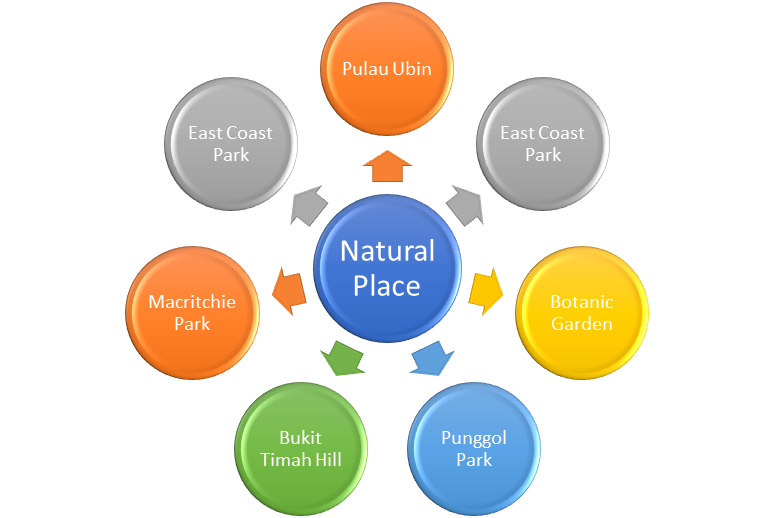 Pulau Ubin
East Coast
Park
East Coast
Park
Natural
Place
Macritchie
Park
Botanic
Garden
Bukit
Timah Hill
Punggol
Park